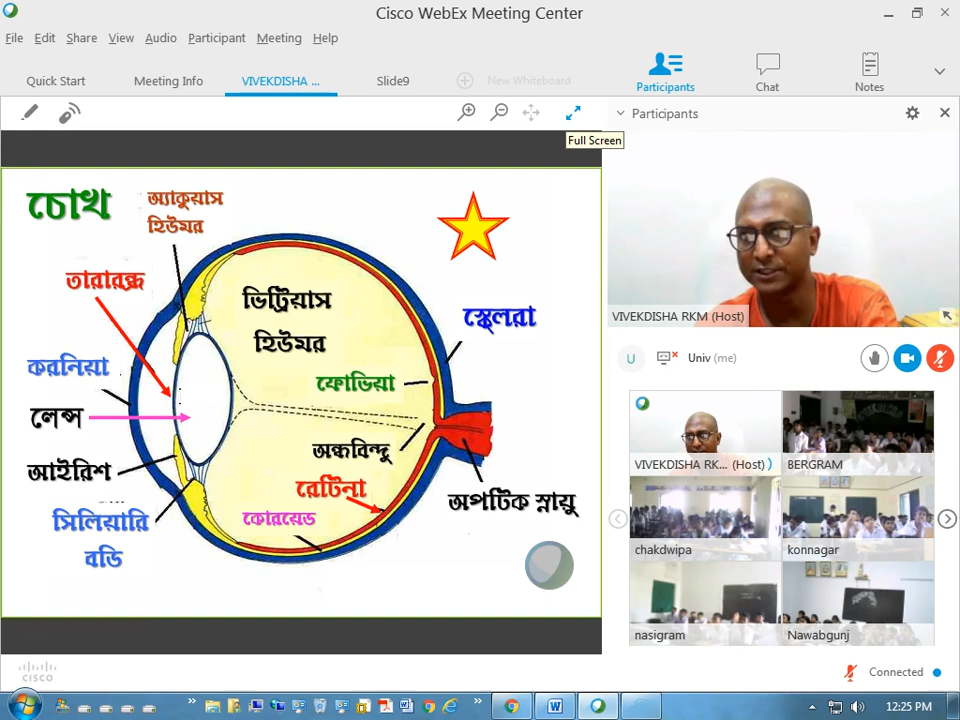 Cisco WebEx Meeting Center
File Edit Share View Audio Participant Meeting Help
Quick Start
Meeting Info
VIVEKDISHA ...
Slide9
New Whiteboard
Participants
Chat
Notes
Full Screen
Participants
চোখ
অ্যাকুয়াস
হিউমর
তারারন্ধ্র
ভিট্রিয়াস
হিউমর
স্ক্লেলরা
করনিয়া
ফোভিয়া
লেন্স
অন্ধবিন্দু
আইরিশ
রেটিনা
অপটিক স্নায়ু
সিলিয়ারি
বডি
কোরয়েড
VIVEKDISHA RKM (Host)
U
Univ (me)
VIVEKDISHA RK... (Host)
BERGRAM
chakdwipa
konnagar
nasigram
Nawabgunj
CISCO
Connected
12:25 PM